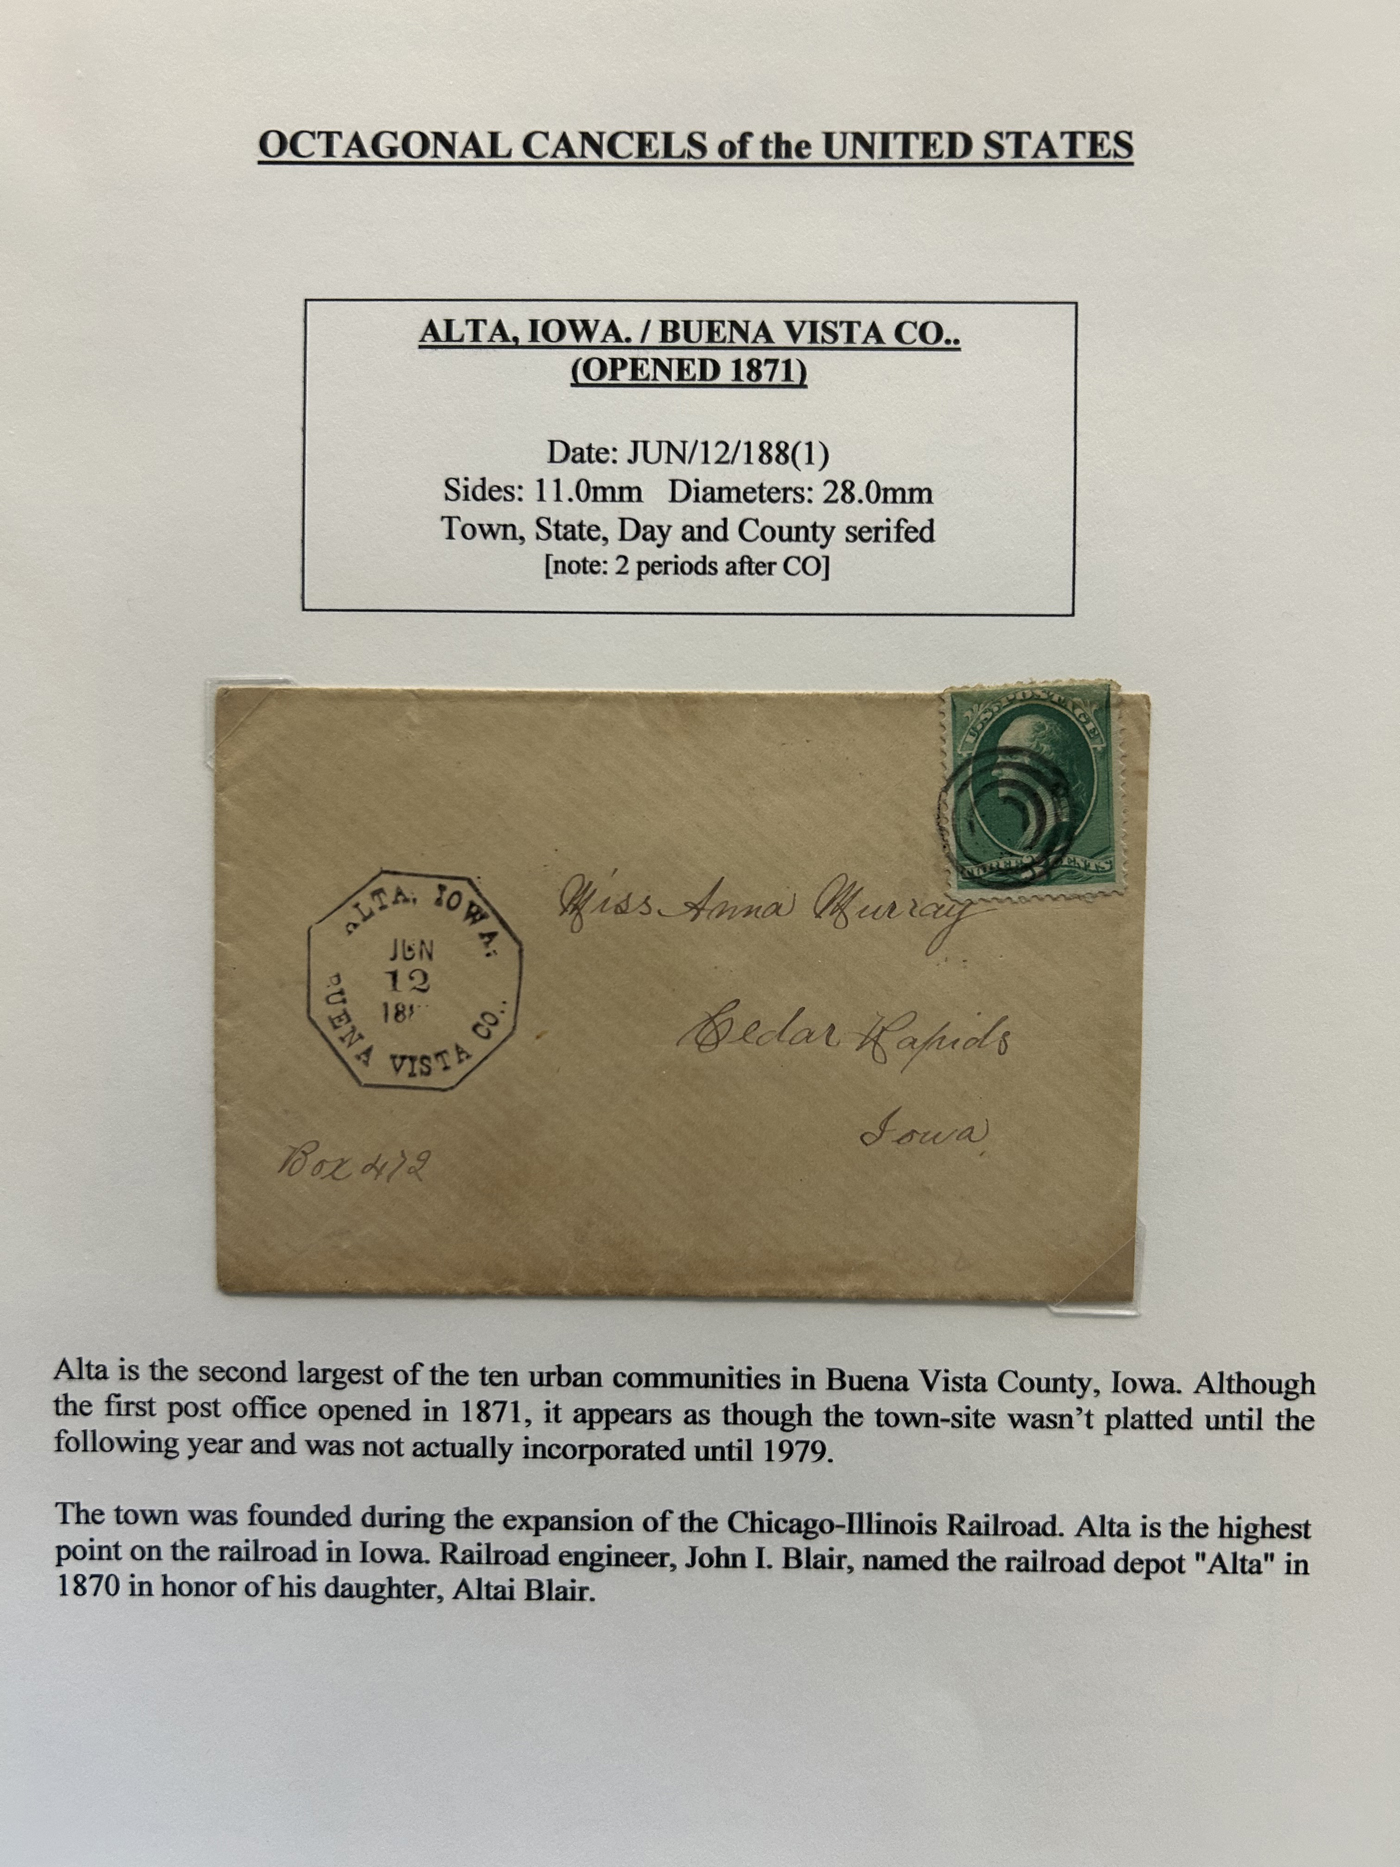 OCTAGONAL CANCELS of the UNITED STATES
ALTA, IOWA. / BUENA VISTA CO..
(OPENED 1871)
Date: JUN/12/188(1)
Sides: 11.0mm Diameters: 28.0mm
Town, State, Day and County serifed
[note: 2 periods after CO]
U.S. POSTAGE
THREE 3 CENTS
ALTA, IOWA.
JUN
12
188
BUENA VISTA CO..
Miss Anna Murray
Cedar Rapids
Iowa
Box 472
Alta is the second largest of the ten urban communities in Buena Vista County, Iowa. Although
the first post office opened in 1871, it appears as though the town-site wasn't platted until the
following year and was not actually incorporated until 1979.
The town was founded during the expansion of the Chicago-Illinois Railroad. Alta is the highest
point on the railroad in Iowa. Railroad engineer, John I. Blair, named the railroad depot "Alta" in
1870 in honor of his daughter, Altai Blair.